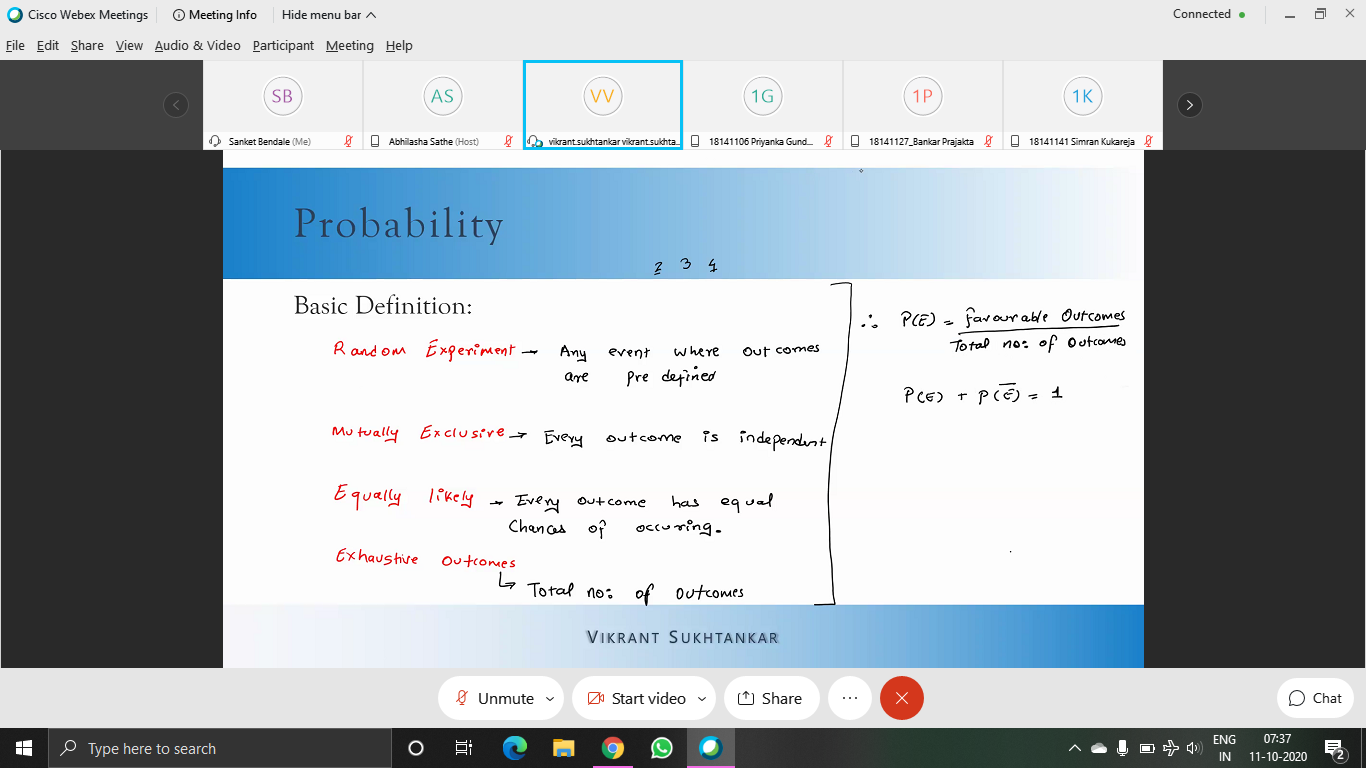 Cisco Webex Meetings Meeting Info Hide menu bar Connected
File Edit Share View Audio & Video Participant Meeting Help
SB AS VV 1G 1P 1K
Sanket Bendale (Me) Abhilasha Sathe (Host) vikrant.sukhtankar vikrant.sukhta... 18141106 Priyanka Gund... 18141127_Bankar Prajakta 18141141 Simran Kukareja
Probability
2 3 4
Basic Definition:
Random Experiment → Any event where outcomes
are Pre defined
Mutually Exclusive → Every outcome is independent
Equally likely → Every outcome has equal
Chances of occuring.
Exhaustive Outcomes
↳ Total no: of outcomes
∴ P(E) = favourable Outcomes
Total no: of Outcomes
P(E) + P(E̅) = 1
VIKRANT SUKHTANKAR
Unmute Start video Share ... Chat
Type here to search
ENG 07:37
IN 11-10-2020 2